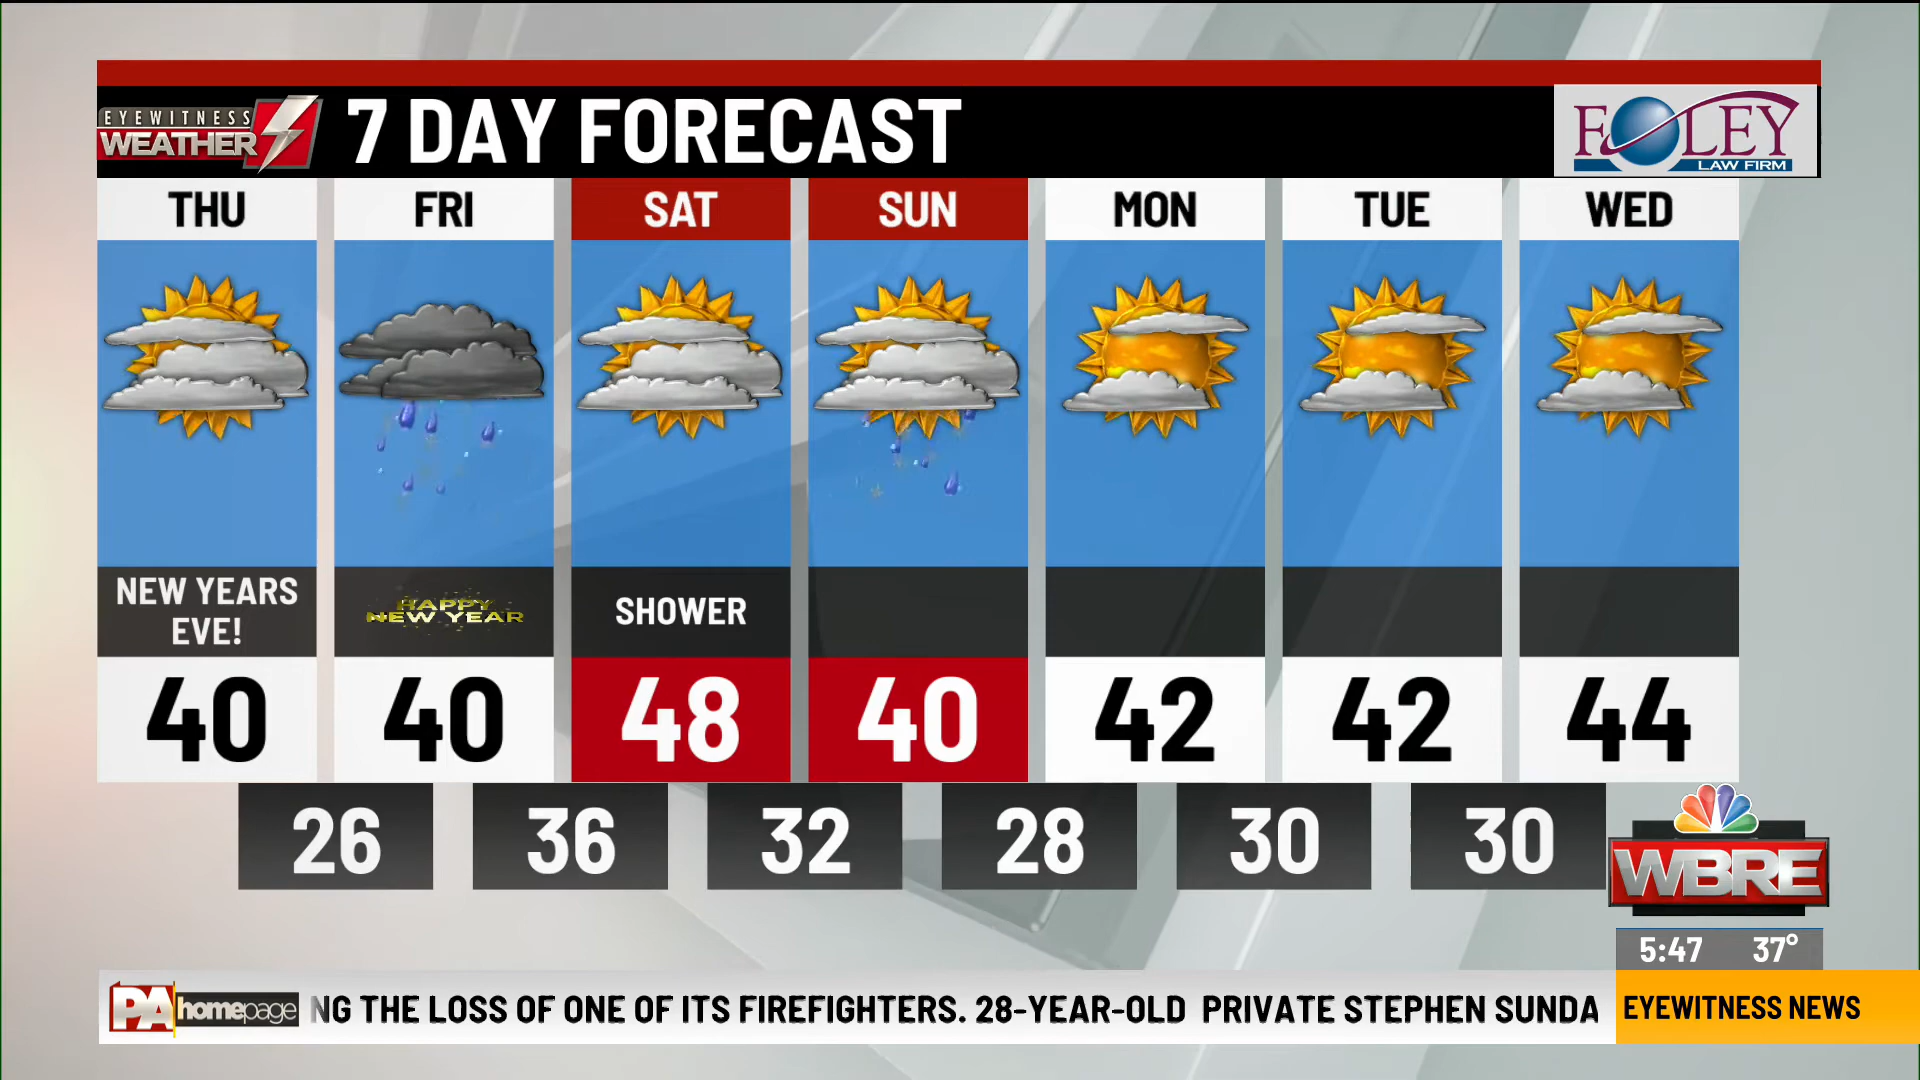 EYEWITNESS
WEATHER
7 DAY FORECAST
FOLEY
LAW FIRM
THU
FRI
SAT
SUN
MON
TUE
WED
NEW YEARS
EVE!
HAPPY
NEW YEAR
SHOWER
40
40
48
40
42
42
44
26
36
32
28
30
30
WBRE
5:47 37°
PA homepage
NG THE LOSS OF ONE OF ITS FIREFIGHTERS. 28-YEAR-OLD PRIVATE STEPHEN SUNDA
EYEWITNESS NEWS